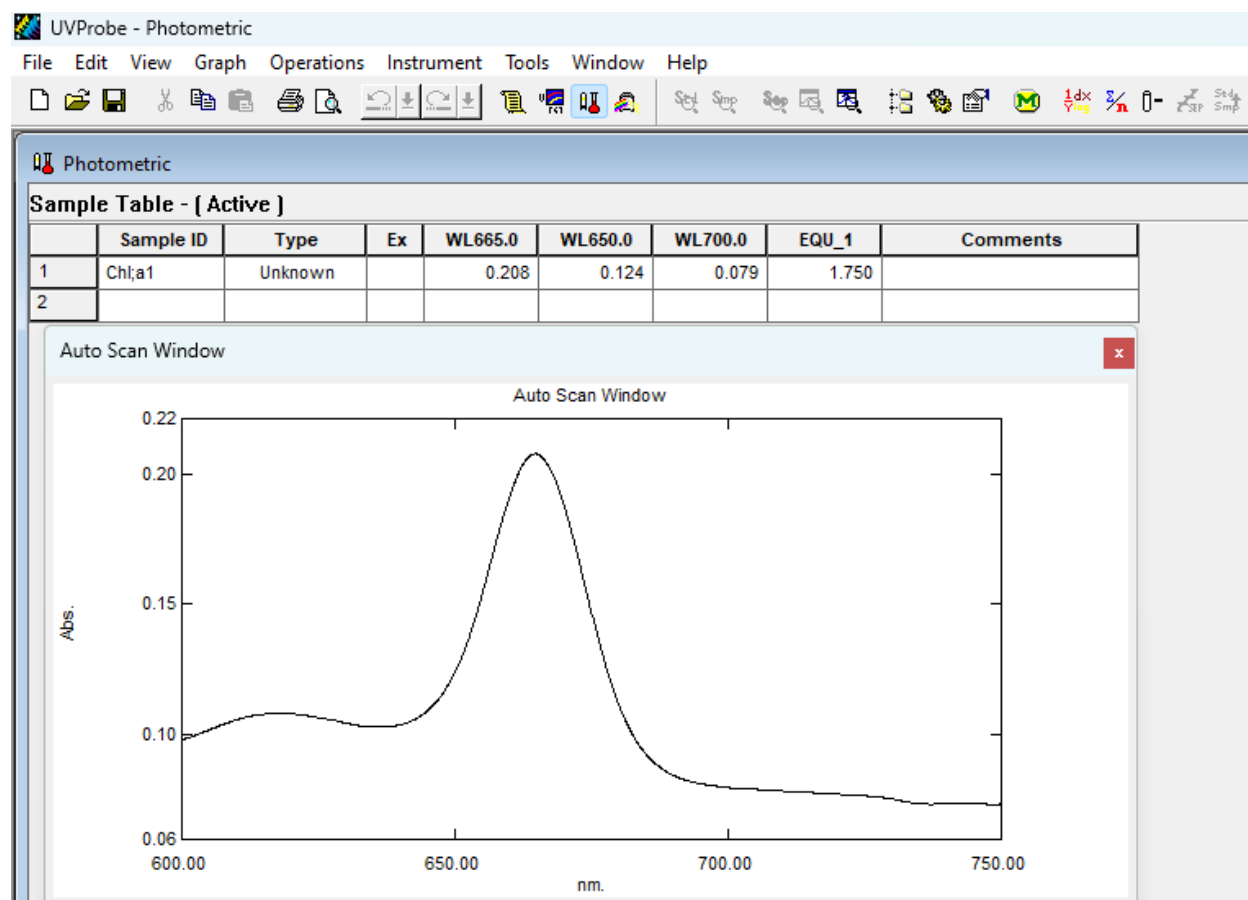 UVProbe - Photometric
File Edit View Graph Operations Instrument Tools Window Help
Photometric
Sample Table - ( Active )
Sample ID Type Ex WL665.0 WL650.0 WL700.0 EQU_1 Comments
1 Chl;a1 Unknown 0.208 0.124 0.079 1.750
2
Auto Scan Window
x
Auto Scan Window
0.22
0.20
0.15
Abs.
0.10
0.06
600.00 650.00 700.00 750.00
nm.